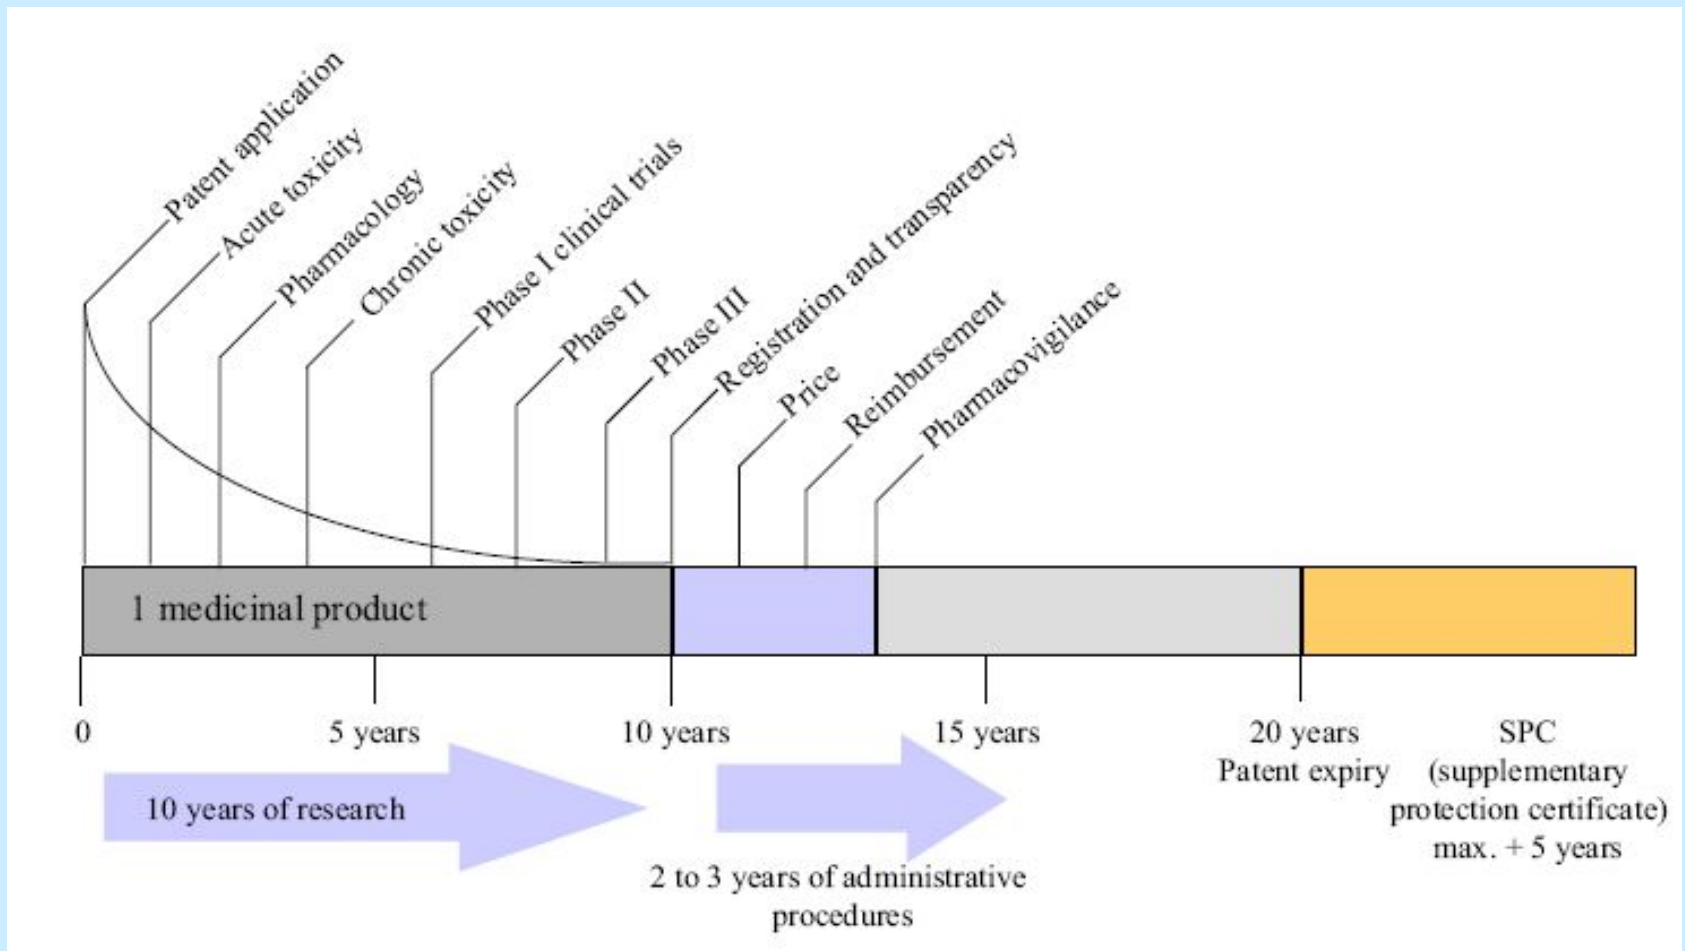 Patent application
Acute toxicity
Pharmacology
Chronic toxicity
Phase I clinical trials
Phase II
Phase III
Registration and transparency
Price
Reimbursement
Pharmacovigilance
1 medicinal product
0
5 years
10 years
15 years
20 years
Patent expiry
SPC
(supplementary
protection certificate)
max. + 5 years
10 years of research
2 to 3 years of administrative
procedures